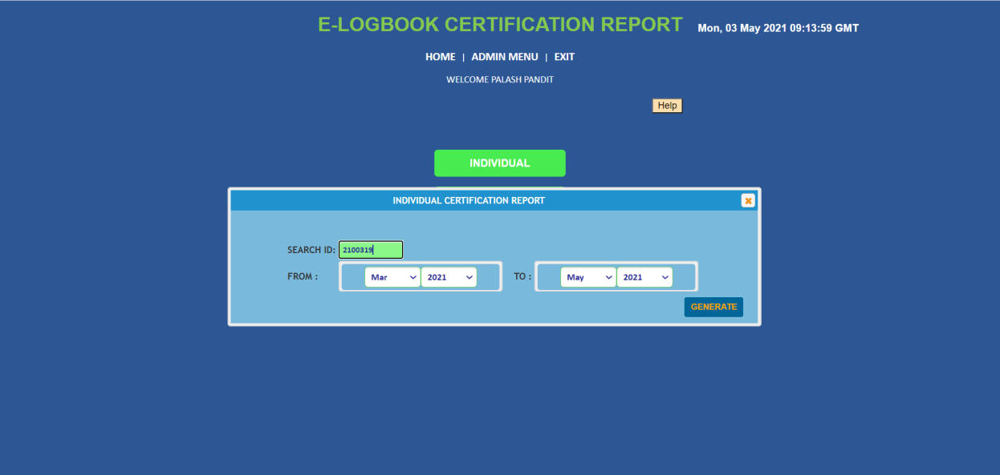 E-LOGBOOK CERTIFICATION REPORT Mon, 03 May 2021 09:13:59 GMT
HOME | ADMIN MENU | EXIT
WELCOME PALASH PANDIT
Help
INDIVIDUAL
INDIVIDUAL CERTIFICATION REPORT
SEARCH ID: 2100319
FROM : Mar 2021 TO : May 2021
GENERATE